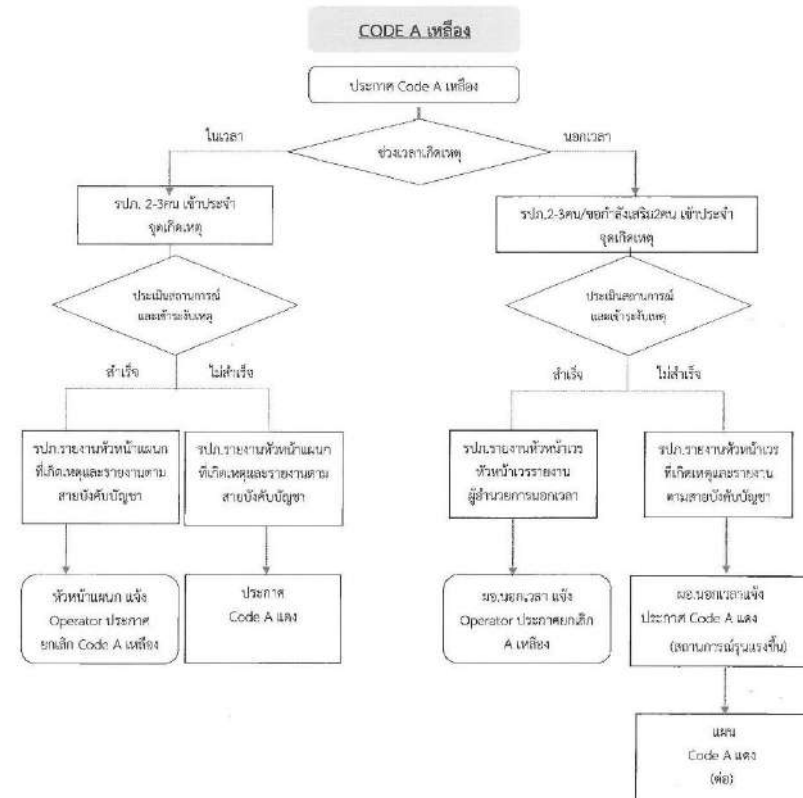 CODE A เหลือง
ประกาศ Code A เหลือง
ในเวลา
ช่วงเวลาเกิดเหตุ
นอกเวลา
รปภ. 2-3คน เข้าประจำ
จุดเกิดเหตุ
รปภ.2-3คน/ขอกำลังเสริม2คน เข้าประจำ
จุดเกิดเหตุ
ประเมินสถานการณ์
และเข้าระงับเหตุ
ประเมินสถานการณ์
และเข้าระงับเหตุ
สำเร็จ
ไม่สำเร็จ
สำเร็จ
ไม่สำเร็จ
รปภ.รายงานหัวหน้าแผนก
ที่เกิดเหตุและรายงานตาม
สายบังคับบัญชา
รปภ.รายงานหัวหน้าแผนก
ที่เกิดเหตุและรายงานตาม
สายบังคับบัญชา
รปภ.รายงานหัวหน้าเวร
หัวหน้าเวรรายงาน
ผู้อำนวยการนอกเวลา
รปภ.รายงานหัวหน้าเวร
ที่เกิดเหตุและรายงาน
ตามสายบังคับบัญชา
หัวหน้าแผนก แจ้ง
Operator ประกาศ
ยกเลิก Code A เหลือง
ประกาศ
Code A แดง
ผอ.นอกเวลา แจ้ง
Operator ประกาศยกเลิก
A เหลือง
ผอ.นอกเวลาแจ้ง
ประกาศ Code A แดง
(สถานการณ์รุนแรงขึ้น)
แผน
Code A แดง
(ต่อ)